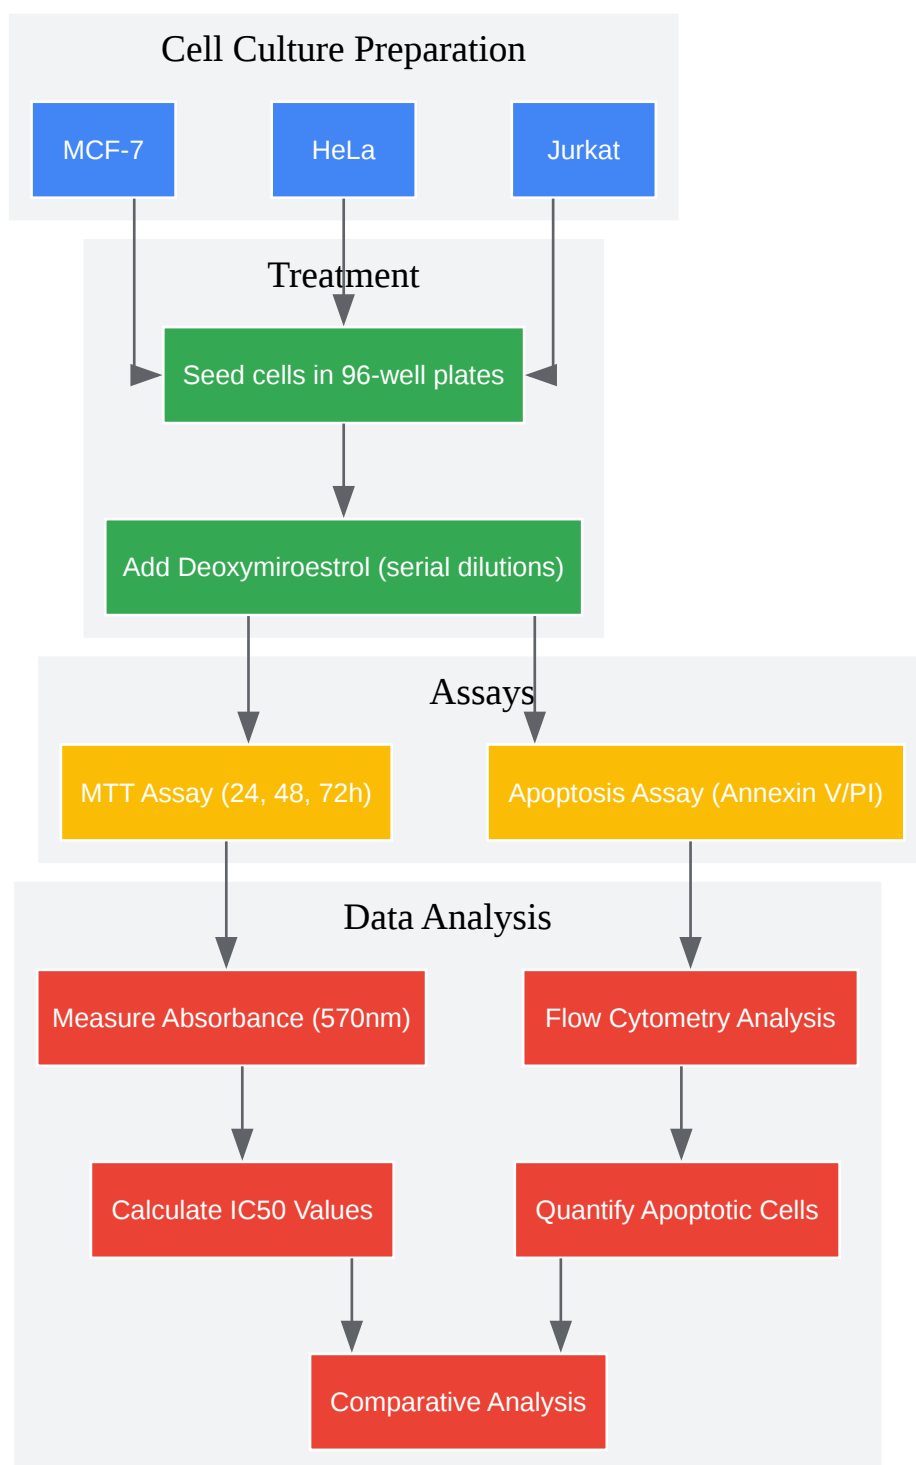 Cell Culture Preparation
MCF-7
HeLa
Jurkat
Treatment
Seed cells in 96-well plates
Add Deoxymiroestrol (serial dilutions)
Assays
MTT Assay (24, 48, 72h)
Apoptosis Assay (Annexin V/PI)
Data Analysis
Measure Absorbance (570nm)
Flow Cytometry Analysis
Calculate IC50 Values
Quantify Apoptotic Cells
Comparative Analysis